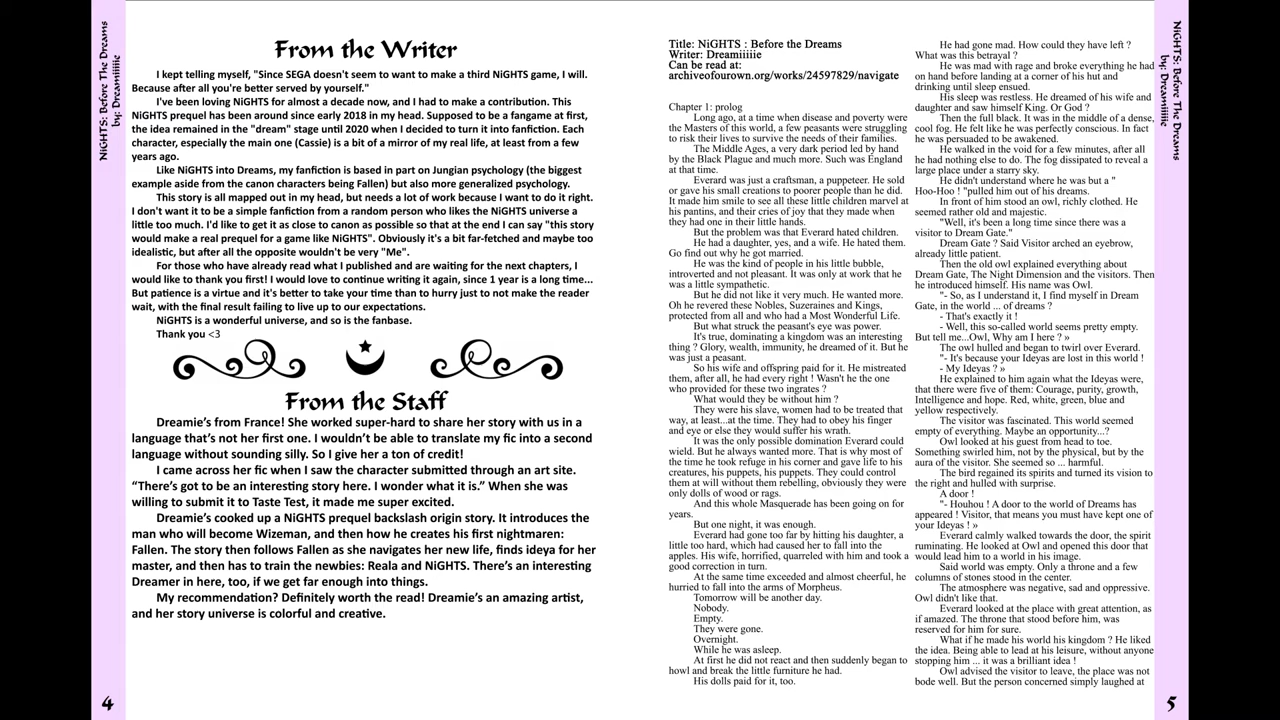 NiGHTS: Before The Dreams
by: Dreamiiiie
From the Writer
I kept telling myself, "Since SEGA doesn't seem to want to make a third NiGHTS game, I will.
Because after all you're better served by yourself."
I've been loving NiGHTS for almost a decade now, and I had to make a contribution. This
NiGHTS prequel has been around since early 2018 in my head. Supposed to be a fangame at first,
the idea remained in the "dream" stage until 2020 when I decided to turn it into fanfiction. Each
character, especially the main one (Cassie) is a bit of a mirror of my real life, at least from a few
years ago.
Like NiGHTS into Dreams, my fanfiction is based in part on Jungian psychology (the biggest
example aside from the canon characters being Fallen) but also more generalized psychology.
This story is all mapped out in my head, but needs a lot of work because I want to do it right.
I don't want it to be a simple fanfiction from a random person who likes the NiGHTS universe a
little too much. I'd like to get it as close to canon as possible so that at the end I can say "this story
would make a real prequel for a game like NiGHTS". Obviously it's a bit far-fetched and maybe too
idealistic, but after all the opposite wouldn't be very "Me".
For those who have already read what I published and are waiting for the next chapters, I
would like to thank you first! I would love to continue writing it again, since 1 year is a long time...
But patience is a virtue and it's better to take your time than to hurry just to not make the reader
wait, with the final result failing to live up to our expectations.
NiGHTS is a wonderful universe, and so is the fanbase.
Thank you <3
From the Staff
Dreamie's from France! She worked super-hard to share her story with us in a
language that's not her first one. I wouldn't be able to translate my fic into a second
language without sounding silly. So I give her a ton of credit!
I came across her fic when I saw the character submitted through an art site.
"There's got to be an interesting story here. I wonder what it is." When she was
willing to submit it to Taste Test, it made me super excited.
Dreamie's cooked up a NiGHTS prequel backslash origin story. It introduces the
man who will become Wizeman, and then how he creates his first nightmaren:
Fallen. The story then follows Fallen as she navigates her new life, finds ideya for her
master, and then has to train the newbies: Reala and NiGHTS. There's an interesting
Dreamer in here, too, if we get far enough into things.
My recommendation? Definitely worth the read! Dreamie's an amazing artist,
and her story universe is colorful and creative.
4
Title: NiGHTS : Before the Dreams
Writer: Dreamiiiiie
Can be read at:
archiveofourown.org/works/24597829/navigate
Chapter 1: prolog
Long ago, at a time when disease and poverty were
the Masters of this world, a few peasants were struggling
to risk their lives to survive the needs of their families.
The Middle Ages, a very dark period led by hand
by the Black Plague and much more. Such was England
at that time.
Everard was just a craftsman, a puppeteer. He sold
or gave his small creations to poorer people than he did.
It made him smile to see all these little children marvel at
his pantins, and their cries of joy that they made when
they had one in their little hands.
But the problem was that Everard hated children.
He had a daughter, yes, and a wife. He hated them.
Go find out why he got married.
He was the kind of people in his little bubble,
introverted and not pleasant. It was only at work that he
was a little sympathetic.
But he did not like it very much. He wanted more.
Oh he revered these Nobles, Suzeraines and Kings,
protected from all and who had a Most Wonderful Life.
But what struck the peasant's eye was power.
It's true, dominating a kingdom was an interesting
thing ? Glory, wealth, immunity, he dreamed of it. But he
was just a peasant.
So his wife and offspring paid for it. He mistreated
them, after all, he had every right ! Wasn't he the one
who provided for these two ingrates ?
What would they be without him ?
They were his slave, women had to be treated that
way, at least...at the time. They had to obey his finger
and eye or else they would suffer his wrath.
It was the only possible domination Everard could
wield. But he always wanted more. That is why most of
the time he took refuge in his corner and gave life to his
creatures, his puppets, his puppets. They could control
them at will without them rebelling, obviously they were
only dolls of wood or rags.
And this whole Masquerade has been going on for
years.
But one night, it was enough.
Everard had gone too far by hitting his daughter, a
little too hard, which had caused her to fall into the
apples. His wife, horrified, quarreled with him and took a
good correction in turn.
At the same time exceeded and almost cheerful, he
hurried to fall into the arms of Morpheus.
Tomorrow will be another day.
Nobody.
Empty.
They were gone.
Overnight.
While he was asleep.
At first he did not react and then suddenly began to
howl and break the little furniture he had.
His dolls paid for it, too.
He had gone mad. How could they have left ?
What was this betrayal ?
He was mad with rage and broke everything he had
on hand before landing at a corner of his hut and
drinking until sleep ensued.
His sleep was restless. He dreamed of his wife and
daughter and saw himself King. Or God ?
Then the full black. It was in the middle of a dense,
cool fog. He felt like he was perfectly conscious. In fact
he was persuaded to be awakened.
He walked in the void for a few minutes, after all
he had nothing else to do. The fog dissipated to reveal a
large place under a starry sky.
He didn't understand where he was but a "
Hoo-Hoo ! "pulled him out of his dreams.
In front of him stood an owl, richly clothed. He
seemed rather old and majestic.
"Well, it's been a long time since there was a
visitor to Dream Gate."
Dream Gate ? Said Visitor arched an eyebrow,
already little patient.
Then the old owl explained everything about
Dream Gate, The Night Dimension and the visitors. Then
he introduced himself. His name was Owl.
"- So, as I understand it, I find myself in Dream
Gate, in the world ... of dreams ?
- That's exactly it !
- Well, this so-called world seems pretty empty.
But tell me...Owl, Why am I here ? »
The owl hulled and began to twirl over Everard.
"- It's because your Ideyas are lost in this world !
- My Ideyas ? »
He explained to him again what the Ideyas were,
that there were five of them: Courage, purity, growth,
Intelligence and hope. Red, white, green, blue and
yellow respectively.
The visitor was fascinated. This world seemed
empty of everything. Maybe an opportunity...?
Owl looked at his guest from head to toe.
Something swirled him, not by the physical, but by the
aura of the visitor. She seemed so ... harmful.
The bird regained its spirits and turned its vision to
the right and hulled with surprise.
A door !
"- Houhou ! A door to the world of Dreams has
appeared ! Visitor, that means you must have kept one of
your Ideyas ! »
Everard calmly walked towards the door, the spirit
ruminating. He looked at Owl and opened this door that
would lead him to a world in his image.
Said world was empty. Only a throne and a few
columns of stones stood in the center.
The atmosphere was negative, sad and oppressive.
Owl didn't like that.
Everard looked at the place with great attention, as
if amazed. The throne that stood before him, was
reserved for him for sure.
What if he made his world his kingdom ? He liked
the idea. Being able to lead at his leisure, without anyone
stopping him ... it was a brilliant idea !
Owl advised the visitor to leave, the place was not
bode well. But the person concerned simply laughed at
NiGHTS: Before The Dreams
by: Dreamiiiie
5